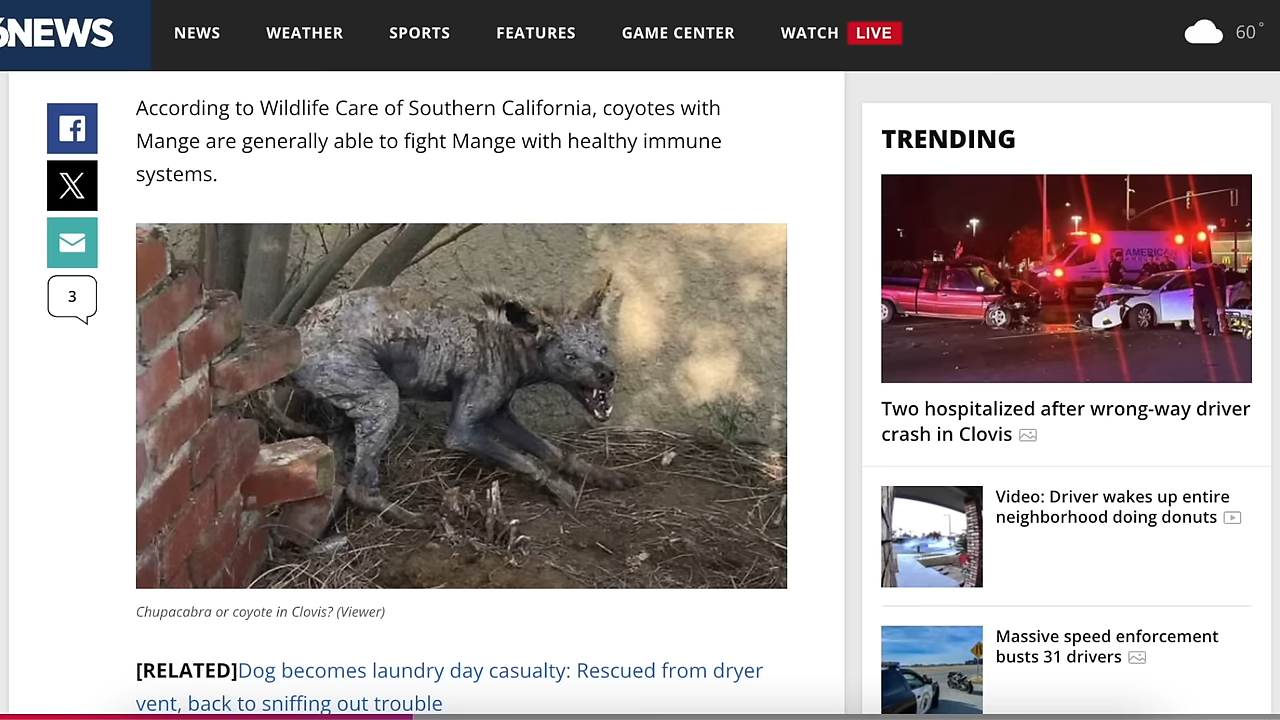 6NEWS
NEWS
WEATHER
SPORTS
FEATURES
GAME CENTER
WATCH
LIVE
60°
According to Wildlife Care of Southern California, coyotes with
Mange are generally able to fight Mange with healthy immune
systems.
3
Chupacabra or coyote in Clovis? (Viewer)
[RELATED]Dog becomes laundry day casualty: Rescued from dryer
vent, back to sniffing out trouble
TRENDING
AMERICAN
Two hospitalized after wrong-way driver
crash in Clovis
Video: Driver wakes up entire
neighborhood doing donuts
Massive speed enforcement
busts 31 drivers